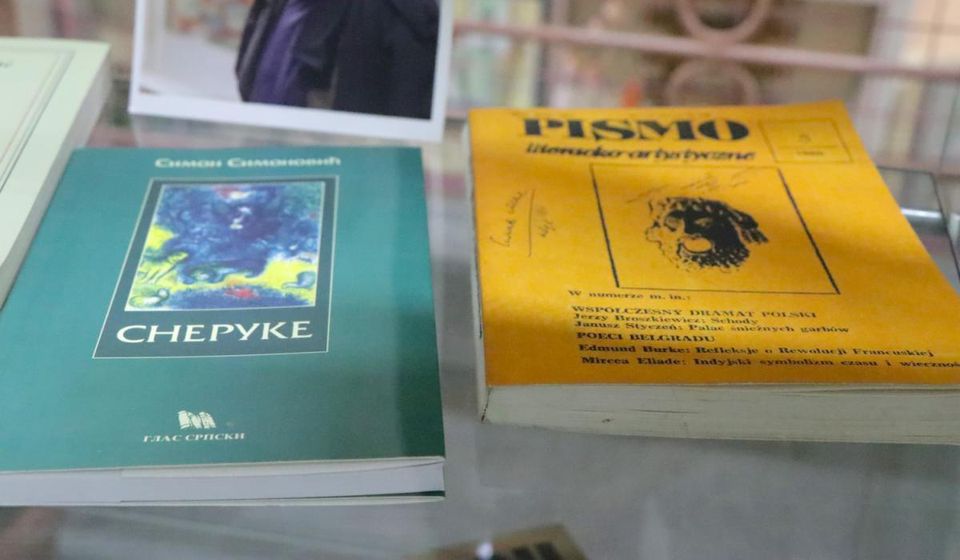 Симон Симоновић
СНЕРУКЕ
ГЛАС СРПСКИ
PISMO
literacko-artystyczne
W numerze m. in.:
WSPÓŁCZESNY DRAMAT POLSKI
Jerzy Broszkiewicz: Schody
Janusz Styczeń: Pałac śnieżnych garbów
POECI BELGRADU
Edmund Burke: Refleksje o Rewolucji Francuskiej
Mircea Eliade: Indyjski symbolizm czasu i wieczno